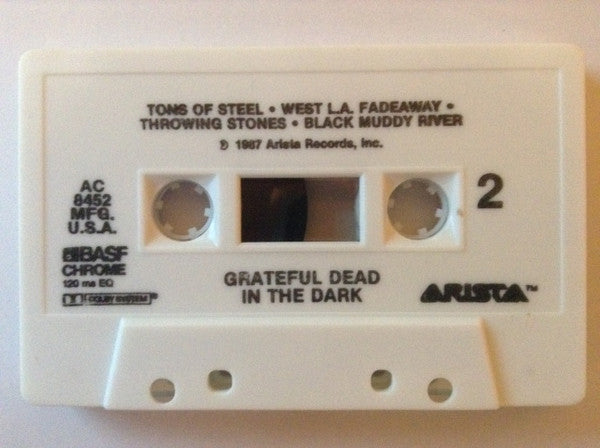 TONS OF STEEL • WEST L.A. FADEAWAY •
THROWING STONES • BLACK MUDDY RIVER
℗ 1987 Arista Records, Inc.
AC
8452
MFG.
U.S.A.
2
BASF
CHROME
120 ms EQ
DOLBY SYSTEM®
GRATEFUL DEAD
IN THE DARK
ARISTA™